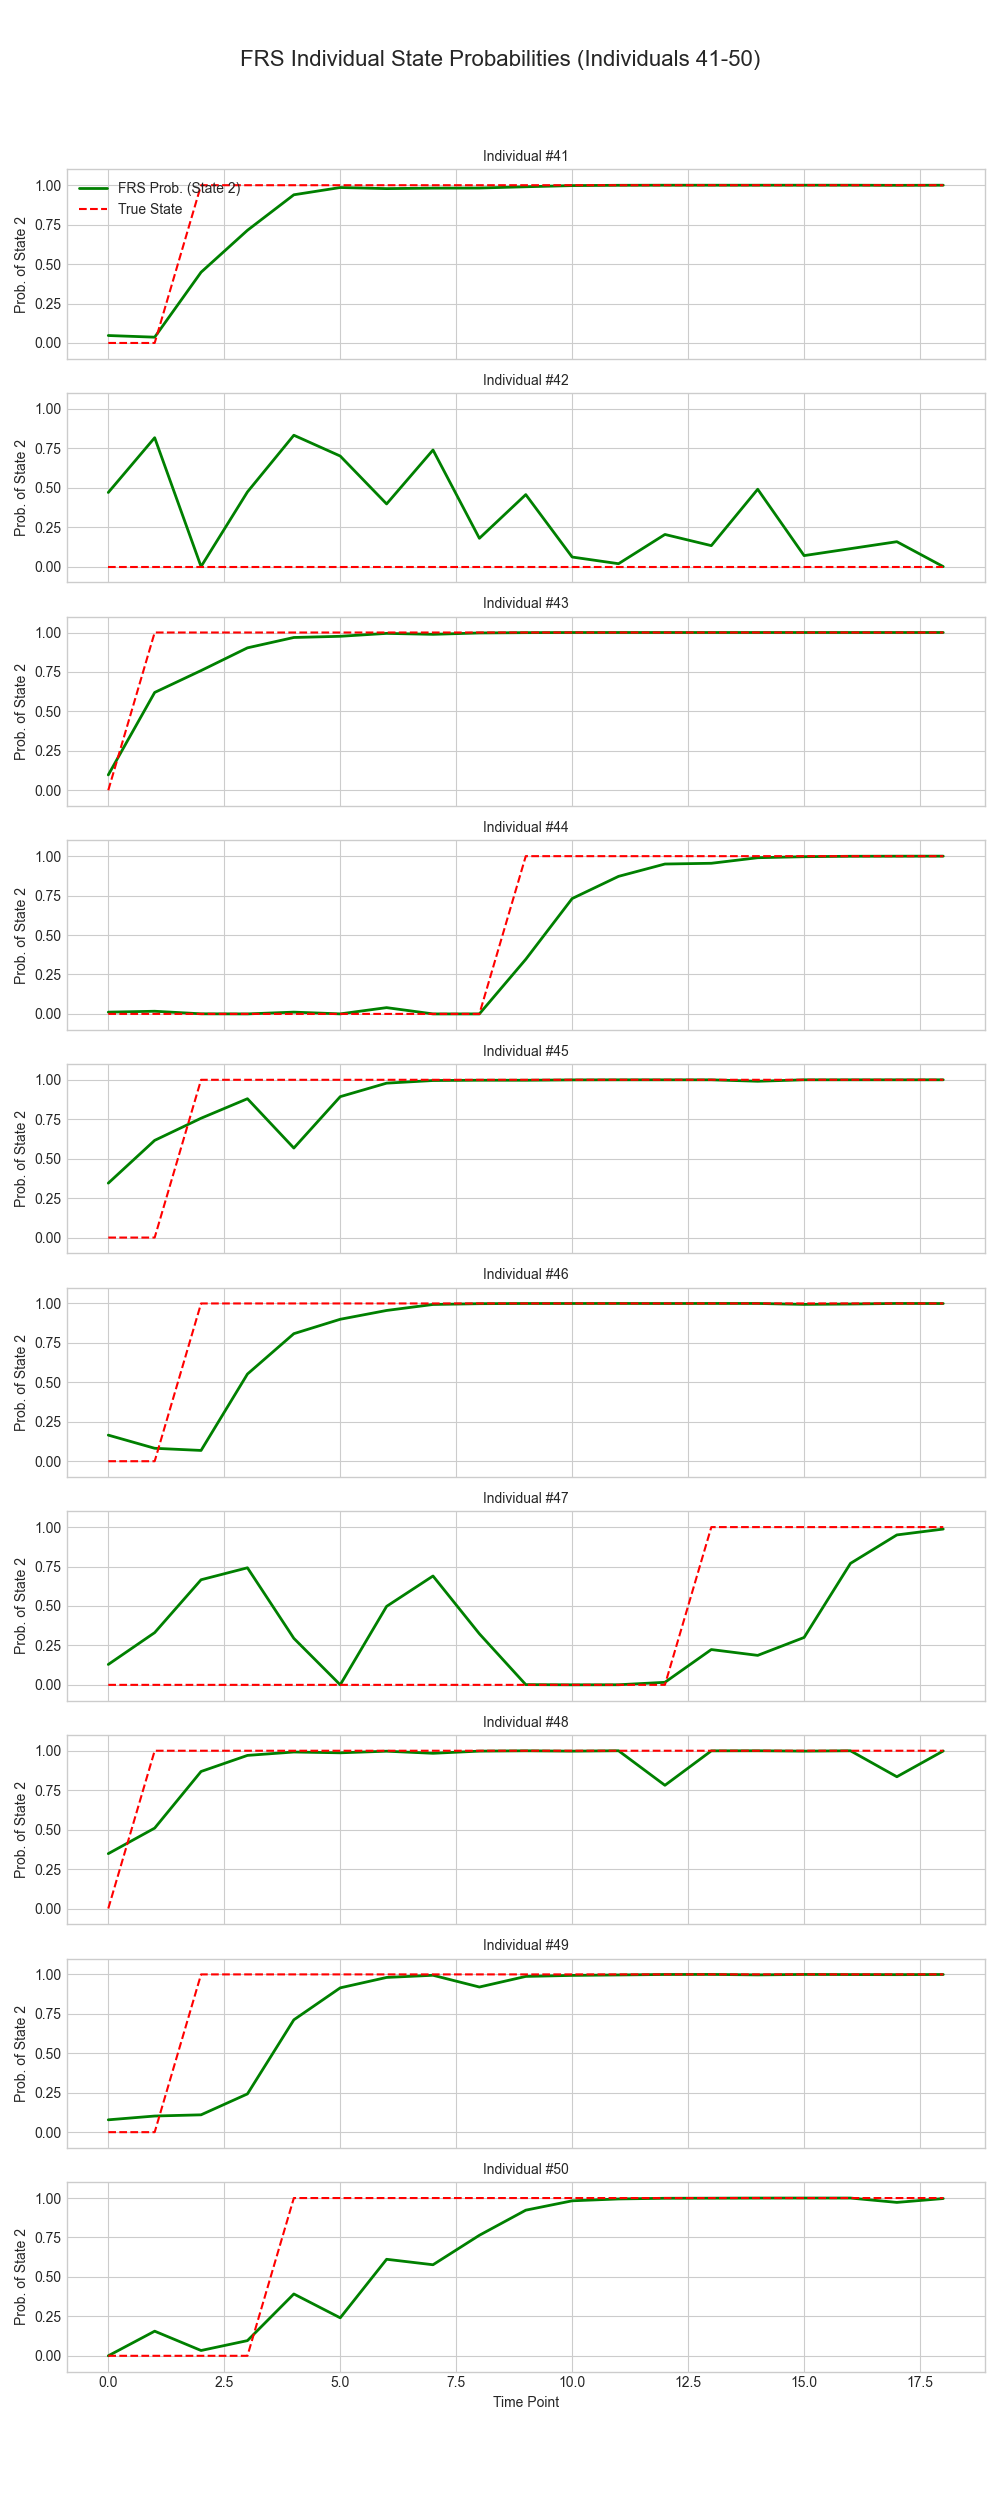 FRS Individual State Probabilities (Individuals 41-50)
Individual #41
FRS Prob. (State 2)
True State
1.00
0.75
0.50
0.25
0.00
Prob. of State 2
Individual #42
1.00
0.75
0.50
0.25
0.00
Prob. of State 2
Individual #43
1.00
0.75
0.50
0.25
0.00
Prob. of State 2
Individual #44
1.00
0.75
0.50
0.25
0.00
Prob. of State 2
Individual #45
1.00
0.75
0.50
0.25
0.00
Prob. of State 2
Individual #46
1.00
0.75
0.50
0.25
0.00
Prob. of State 2
Individual #47
1.00
0.75
0.50
0.25
0.00
Prob. of State 2
Individual #48
1.00
0.75
0.50
0.25
0.00
Prob. of State 2
Individual #49
1.00
0.75
0.50
0.25
0.00
Prob. of State 2
Individual #50
1.00
0.75
0.50
0.25
0.00
Prob. of State 2
0.0 2.5 5.0 7.5 10.0 12.5 15.0 17.5
Time Point